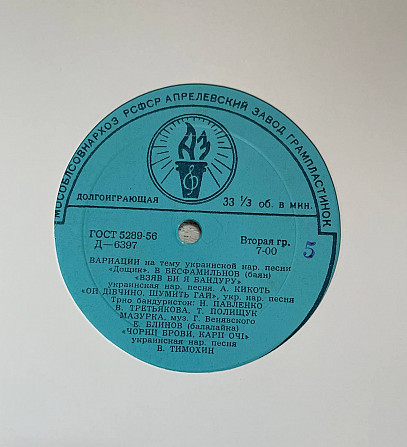 МОСОБЛСОВНАРХОЗ РСФСР АПРЕЛЕВСКИЙ ЗАВОД ГРАМПЛАСТИНОК
АЗ
ДОЛГОИГРАЮЩАЯ
33 1/3 об. в мин.
ГОСТ 5289-56
Д—6397
Вторая гр.
7-00
5
ВАРИАЦИИ на тему украинской нар. песни
«Дощик». В БЕСФАМИЛЬНОВ (баян)
«ВЗЯВ БИ Я БАНДУРУ»
украинская нар. песня. А. КИКОТЬ
«ОЙ ДІВЧИНО, ШУМИТЬ ГАЙ», укр. нар. песня
Трио бандуристок: Н. ПАВЛЕНКО
В. ТРЕТЬЯКОВА, Т. ПОЛИЩУК
МАЗУРКА, муз. Г. Венявского
Е. БЛИНОВ (балалайка)
«ЧОРНІЇ БРОВИ, КАРІЇ ОЧІ»
украинская нар. песня
В. ТИМОХИН